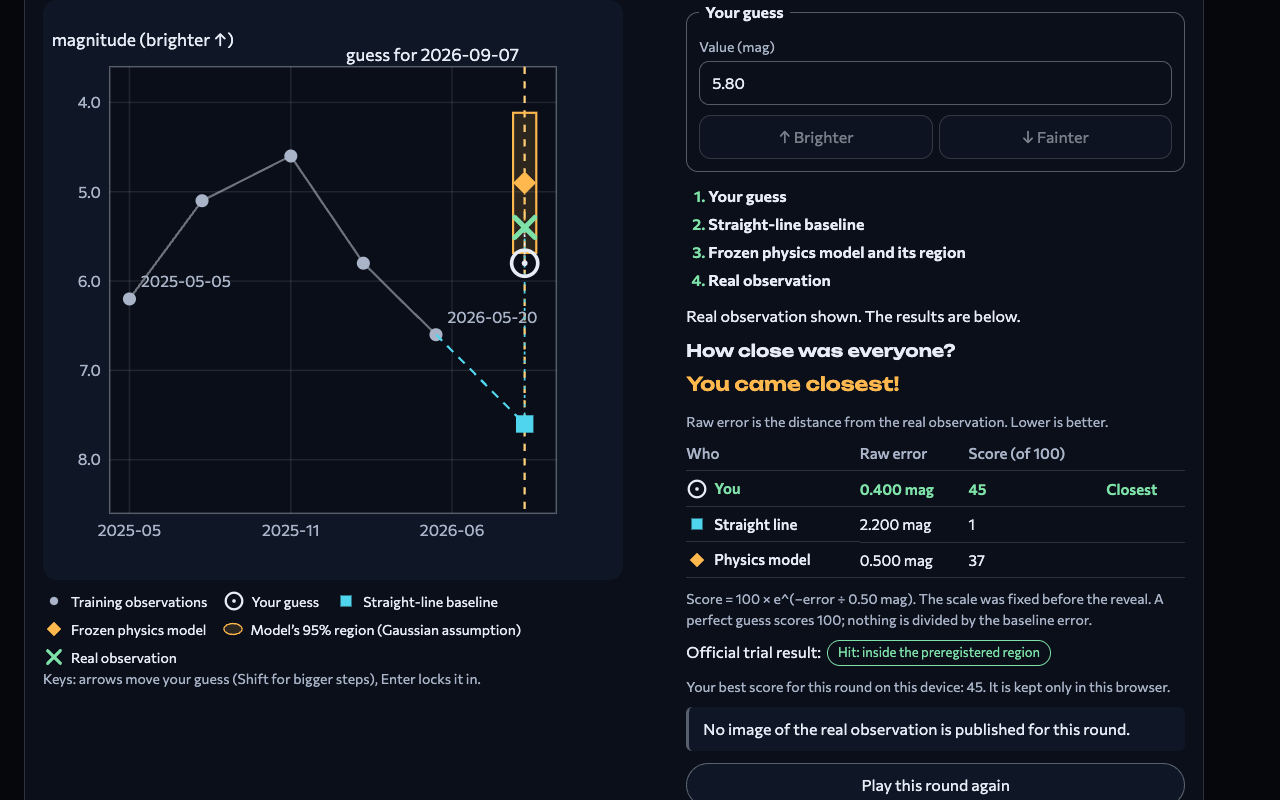 magnitude (brighter ↑)
guess for 2026-09-07
4.0
5.0
6.0
7.0
8.0
2025-05-05
2026-05-20
2025-05
2025-11
2026-06
Training observations
Your guess
Straight-line baseline
Frozen physics model
Model's 95% region (Gaussian assumption)
Real observation
Keys: arrows move your guess (Shift for bigger steps), Enter locks it in.
Your guess
Value (mag)
5.80
↑ Brighter
↓ Fainter
1. Your guess
2. Straight-line baseline
3. Frozen physics model and its region
4. Real observation
Real observation shown. The results are below.
How close was everyone?
You came closest!
Raw error is the distance from the real observation. Lower is better.
Who Raw error Score (of 100)
You 0.400 mag 45 Closest
Straight line 2.200 mag 1
Physics model 0.500 mag 37
Score = 100 × e^(−error ÷ 0.50 mag). The scale was fixed before the reveal. A
perfect guess scores 100; nothing is divided by the baseline error.
Official trial result: Hit: inside the preregistered region
Your best score for this round on this device: 45. It is kept only in this browser.
No image of the real observation is published for this round.
Play this round again